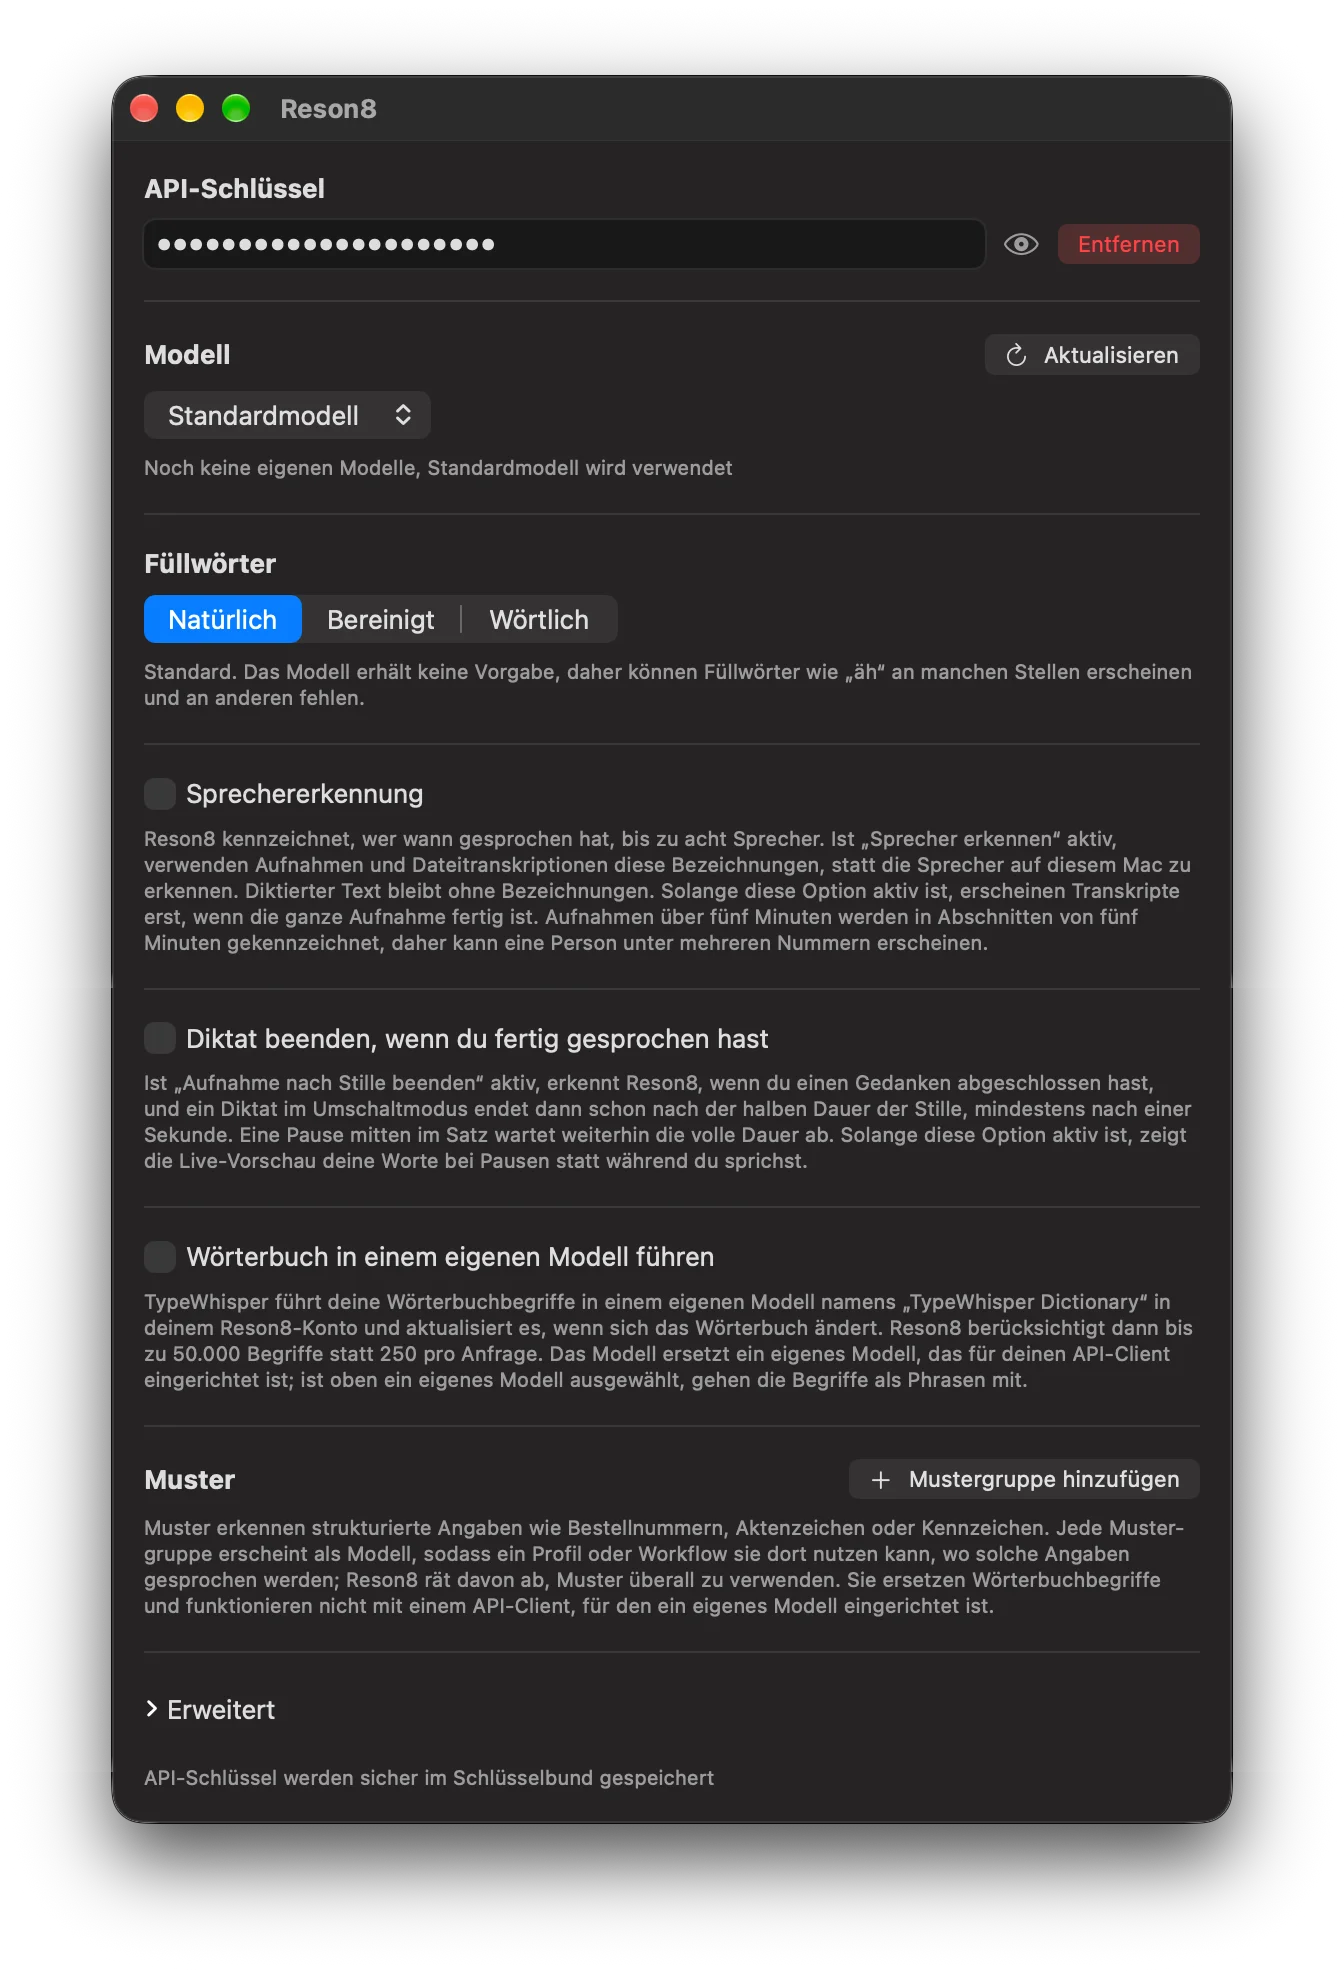 Reson8
API-Schlüssel
●●●●●●●●●●●●●●●●●●●●●
Entfernen
Modell
Aktualisieren
Standardmodell
Noch keine eigenen Modelle, Standardmodell wird verwendet
Füllwörter
Natürlich
Bereinigt
Wörtlich
Standard. Das Modell erhält keine Vorgabe, daher können Füllwörter wie „äh“ an manchen Stellen erscheinen
und an anderen fehlen.
Sprechererkennung
Reson8 kennzeichnet, wer wann gesprochen hat, bis zu acht Sprecher. Ist „Sprecher erkennen“ aktiv,
verwenden Aufnahmen und Dateitranskriptionen diese Bezeichnungen, statt die Sprecher auf diesem Mac zu
erkennen. Diktierter Text bleibt ohne Bezeichnungen. Solange diese Option aktiv ist, erscheinen Transkripte
erst, wenn die ganze Aufnahme fertig ist. Aufnahmen über fünf Minuten werden in Abschnitten von fünf
Minuten gekennzeichnet, daher kann eine Person unter mehreren Nummern erscheinen.
Diktat beenden, wenn du fertig gesprochen hast
Ist „Aufnahme nach Stille beenden“ aktiv, erkennt Reson8, wenn du einen Gedanken abgeschlossen hast,
und ein Diktat im Umschaltmodus endet dann schon nach der halben Dauer der Stille, mindestens nach einer
Sekunde. Eine Pause mitten im Satz wartet weiterhin die volle Dauer ab. Solange diese Option aktiv ist, zeigt
die Live-Vorschau deine Worte bei Pausen statt während du sprichst.
Wörterbuch in einem eigenen Modell führen
TypeWhisper führt deine Wörterbuchbegriffe in einem eigenen Modell namens „TypeWhisper Dictionary“ in
deinem Reson8-Konto und aktualisiert es, wenn sich das Wörterbuch ändert. Reson8 berücksichtigt dann bis
zu 50.000 Begriffe statt 250 pro Anfrage. Das Modell ersetzt ein eigenes Modell, das für deinen API-Client
eingerichtet ist; ist oben ein eigenes Modell ausgewählt, gehen die Begriffe als Phrasen mit.
Muster
Mustergruppe hinzufügen
Muster erkennen strukturierte Angaben wie Bestellnummern, Aktenzeichen oder Kennzeichen. Jede Muster-
gruppe erscheint als Modell, sodass ein Profil oder Workflow sie dort nutzen kann, wo solche Angaben
gesprochen werden; Reson8 rät davon ab, Muster überall zu verwenden. Sie ersetzen Wörterbuchbegriffe
und funktionieren nicht mit einem API-Client, für den ein eigenes Modell eingerichtet ist.
Erweitert
API-Schlüssel werden sicher im Schlüsselbund gespeichert